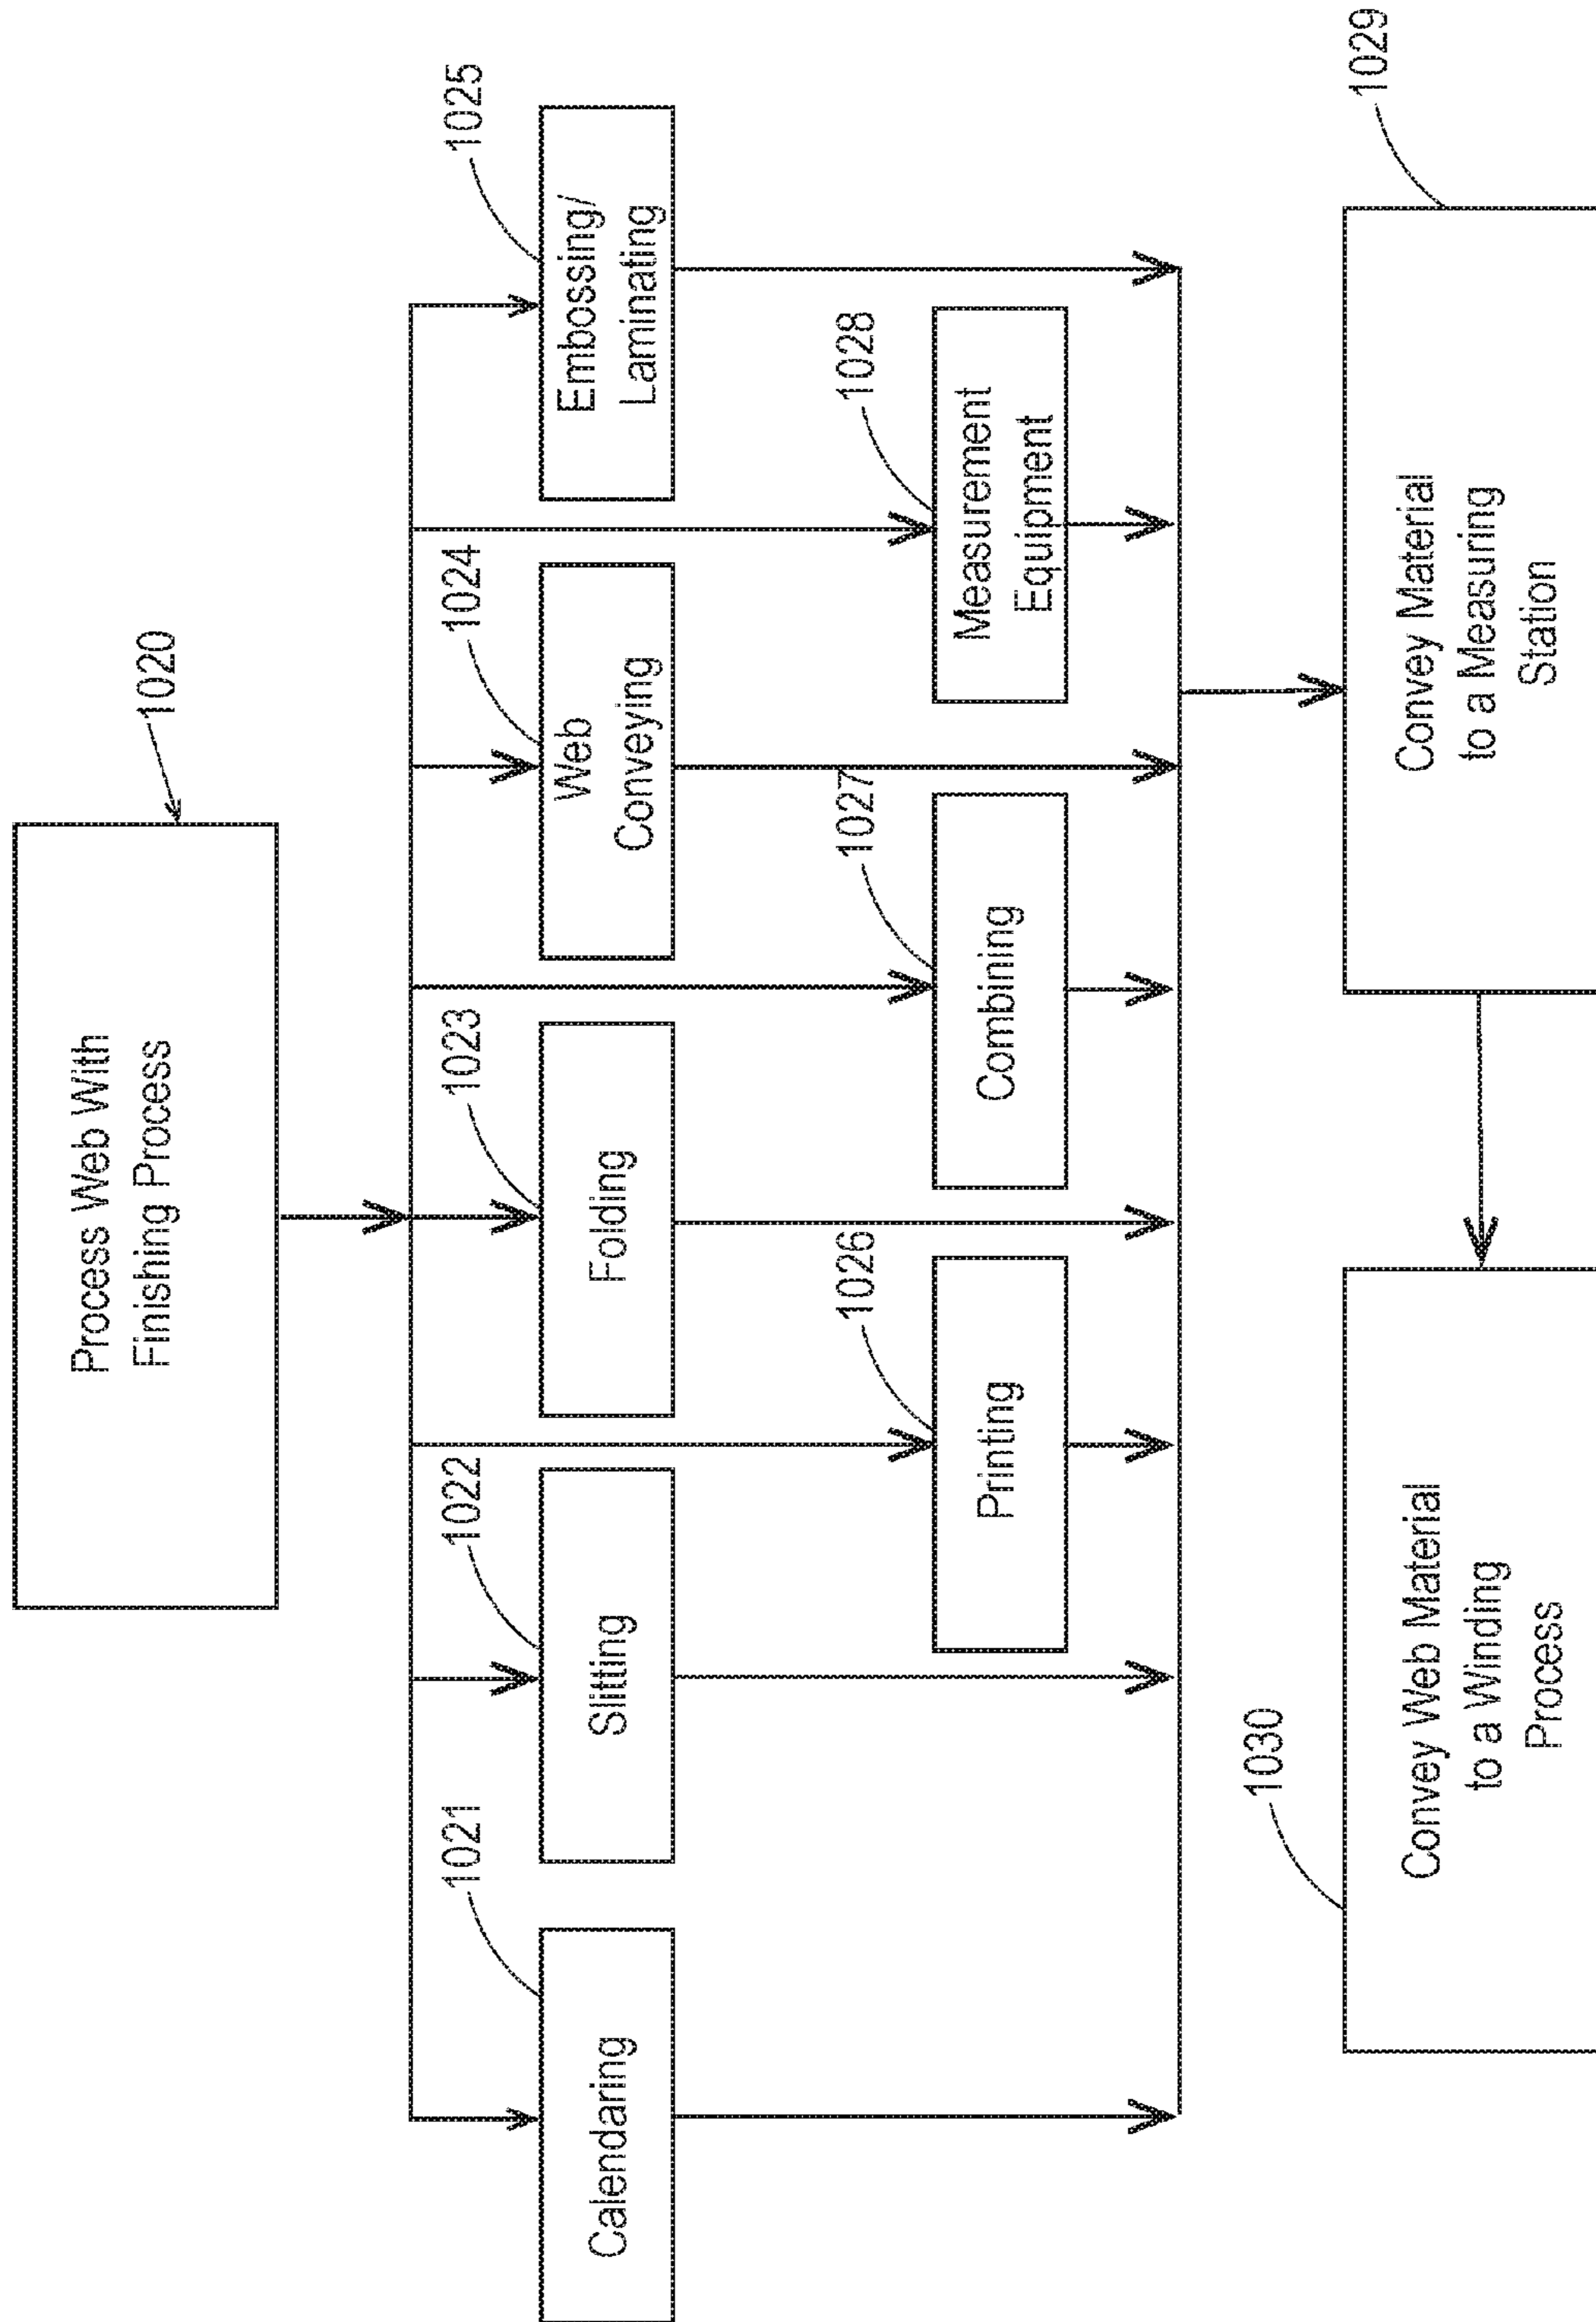 Process Web With
Finishing Process
1020
Calendaring
1021
Slitting
1022
Folding
1023
Web
Conveying
1024
Embossing/
Laminating
1025
Printing
1026
Combining
1027
Measurement
Equipment
1028
Convey Web Material
to a Winding
Process
1030
Convey Material
to a Measuring
Station
1029